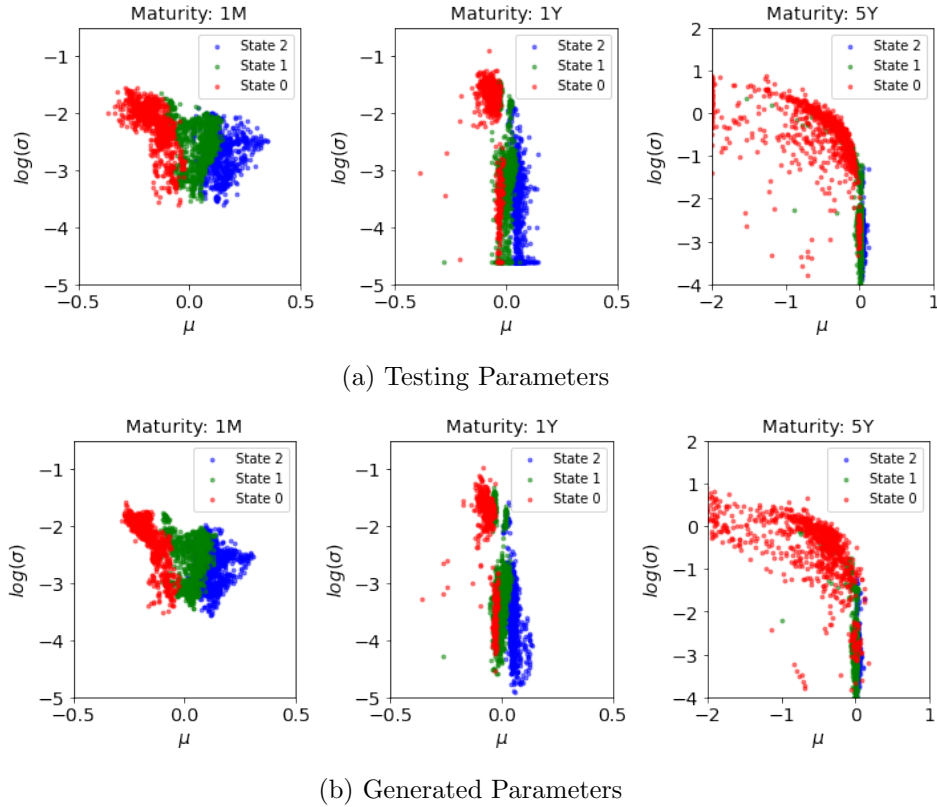 Maturity: 1M
Maturity: 1Y
Maturity: 5Y
State 2
State 1
State 0
State 2
State 1
State 0
State 2
State 1
State 0
−1
−2
−3
−4
−5
log(σ)
−0.5
0.0
0.5
μ
−1
−2
−3
−4
−5
log(σ)
−0.5
0.0
0.5
μ
2
1
0
−1
−2
−3
−4
log(σ)
−2
−1
0
1
μ
(a) Testing Parameters
Maturity: 1M
Maturity: 1Y
Maturity: 5Y
State 2
State 1
State 0
State 2
State 1
State 0
State 2
State 1
State 0
−1
−2
−3
−4
−5
log(σ)
−0.5
0.0
0.5
μ
−1
−2
−3
−4
−5
log(σ)
−0.5
0.0
0.5
μ
2
1
0
−1
−2
−3
−4
log(σ)
−2
−1
0
1
μ
(b) Generated Parameters